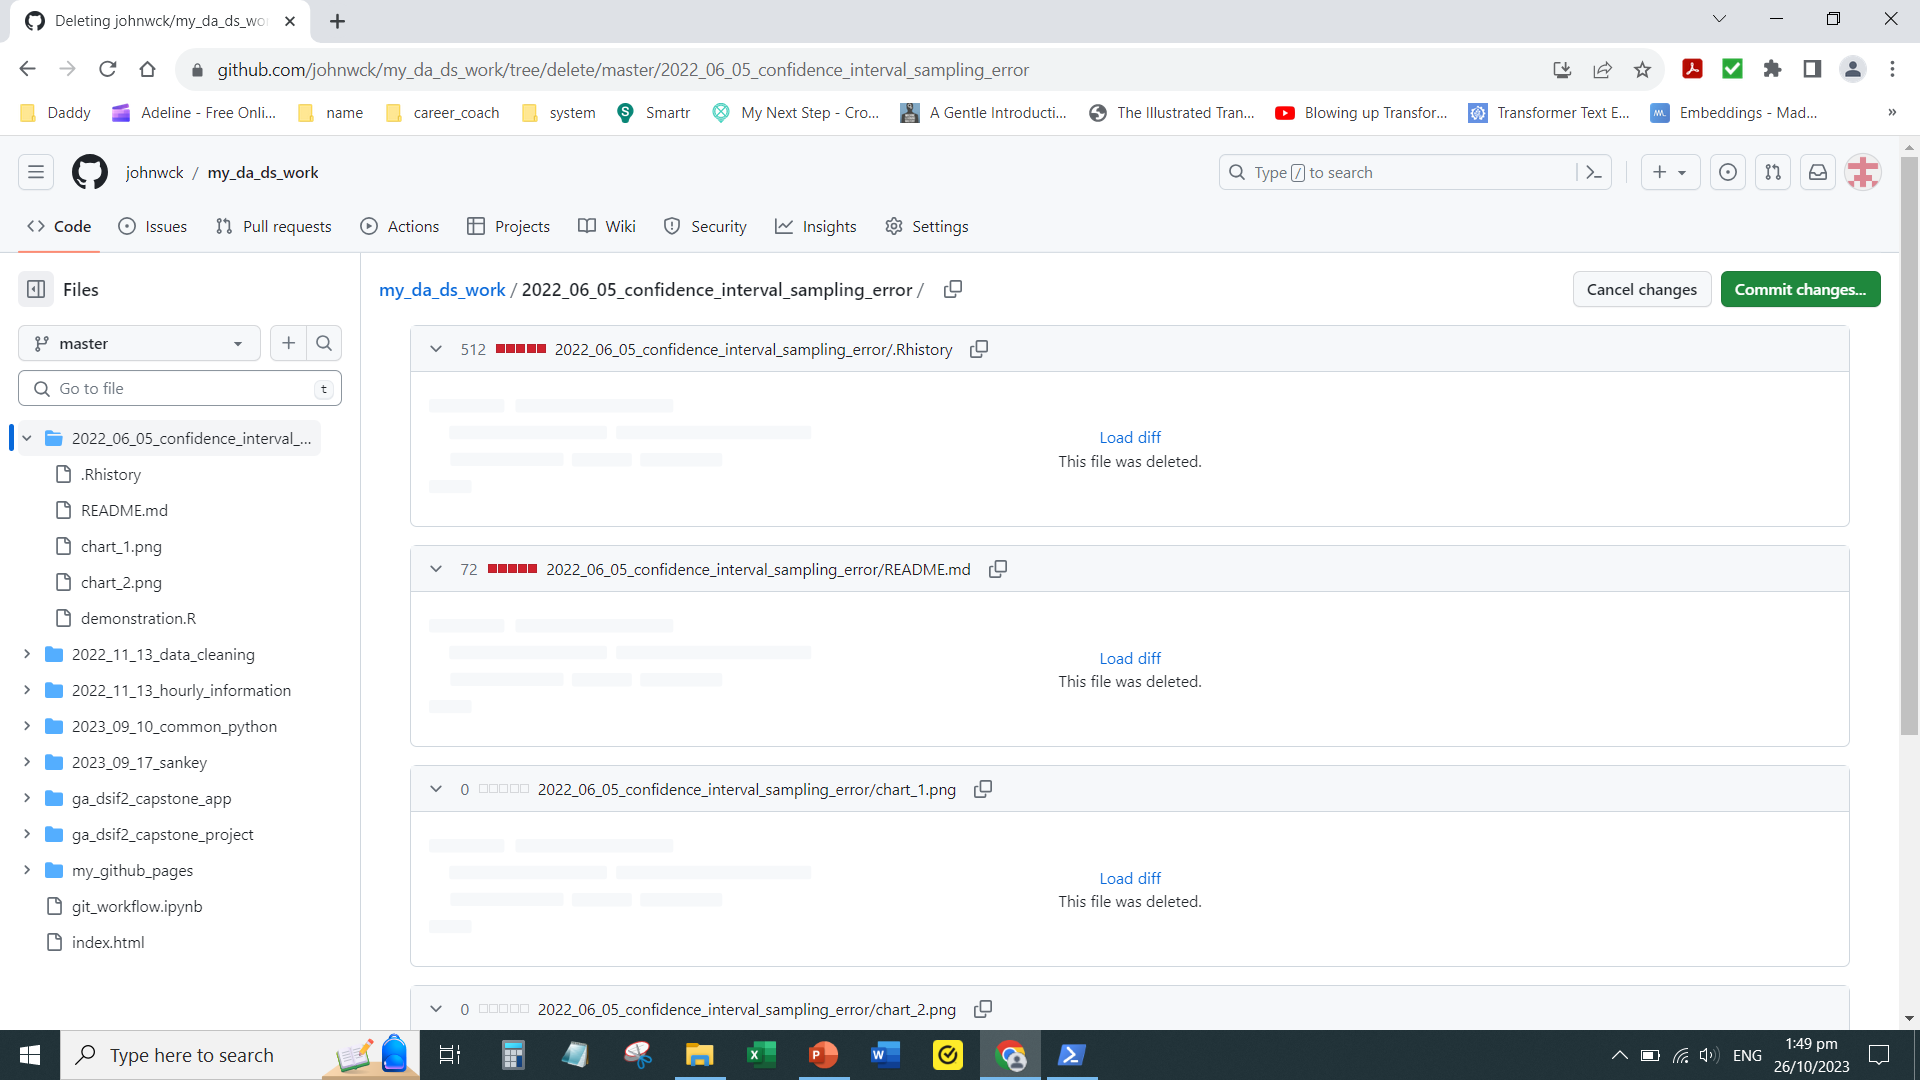 Deleting johnwck/my_da_ds_wo
github.com/johnwck/my_da_ds_work/tree/delete/master/2022_06_05_confidence_interval_sampling_error
Daddy
Adeline - Free Onli...
name
career_coach
system
Smartr
My Next Step - Cro...
A Gentle Introducti...
The Illustrated Tran...
Blowing up Transfor...
Transformer Text E...
Embeddings - Mad...
»
johnwck / my_da_ds_work
Type / to search
Code
Issues
Pull requests
Actions
Projects
Wiki
Security
Insights
Settings
Files
master
Go to file
t
2022_06_05_confidence_interval_...
.Rhistory
README.md
chart_1.png
chart_2.png
demonstration.R
2022_11_13_data_cleaning
2022_11_13_hourly_information
2023_09_10_common_python
2023_09_17_sankey
ga_dsif2_capstone_app
ga_dsif2_capstone_project
my_github_pages
git_workflow.ipynb
index.html
my_da_ds_work / 2022_06_05_confidence_interval_sampling_error /
Cancel changes
Commit changes...
512 2022_06_05_confidence_interval_sampling_error/.Rhistory
Load diff
This file was deleted.
72 2022_06_05_confidence_interval_sampling_error/README.md
Load diff
This file was deleted.
0 2022_06_05_confidence_interval_sampling_error/chart_1.png
Load diff
This file was deleted.
0 2022_06_05_confidence_interval_sampling_error/chart_2.png
Type here to search
ENG
1:49 pm
26/10/2023